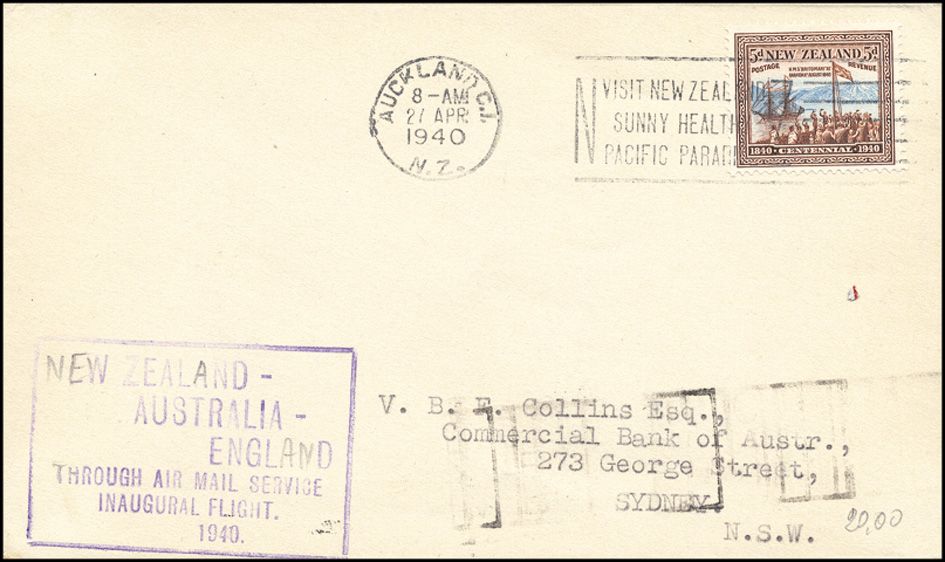 AUCKLAND C.1.
8-AM
27 APR
1940
N.Z.
VISIT NEW ZEAL
SUNNY HEALTH
PACIFIC PARAD
5d NEW ZEALAND 5d
POSTAGE REVENUE
1840 · CENTENNIAL · 1940
NEW ZEALAND -
AUSTRALIA -
ENGLAND
THROUGH AIR MAIL SERVICE
INAUGURAL FLIGHT.
1940.
V. B. F. Collins Esq.,
Commercial Bank of Austr.,
273 George Street,
SYDNEY.
N.S.W.
20,00